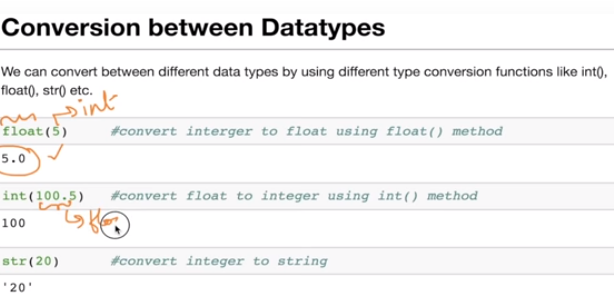 Conversion between Datatypes
We can convert between different data types by using different type conversion functions like int(),
float(), str() etc.
int
float(5) #convert interger to float using float() method
5.0
int(100.5) #convert float to integer using int() method
100
str(20) #convert integer to string
'20'